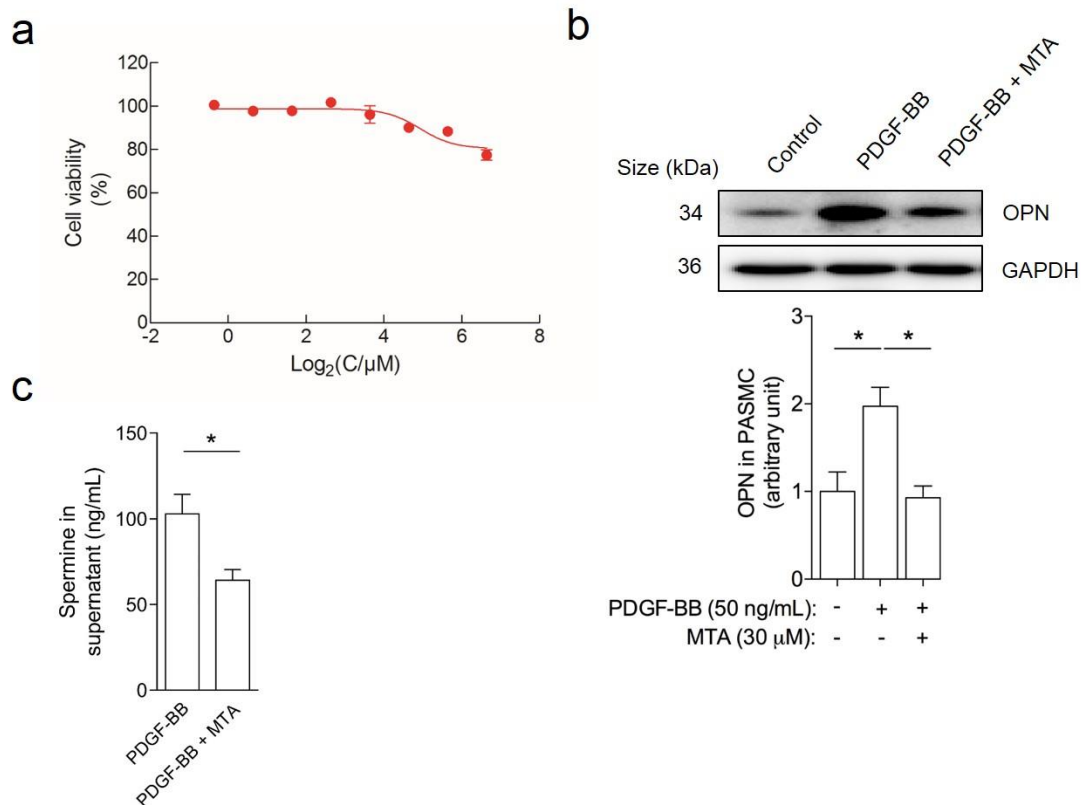 a
120
100
80
60
40
20
0
Cell viability
(%)
-2
0
2
4
6
8
Log₂(C/µM)
b
Control
PDGF-BB
PDGF-BB + MTA
Size (kDa)
34
OPN
36
GAPDH
3
2
1
0
OPN in PASMC
(arbitrary unit)
* *
PDGF-BB (50 ng/mL): - + +
MTA (30 µM): - - +
c
150
100
50
0
Spermine in
supernatant (ng/mL)
*
PDGF-BB
PDGF-BB + MTA